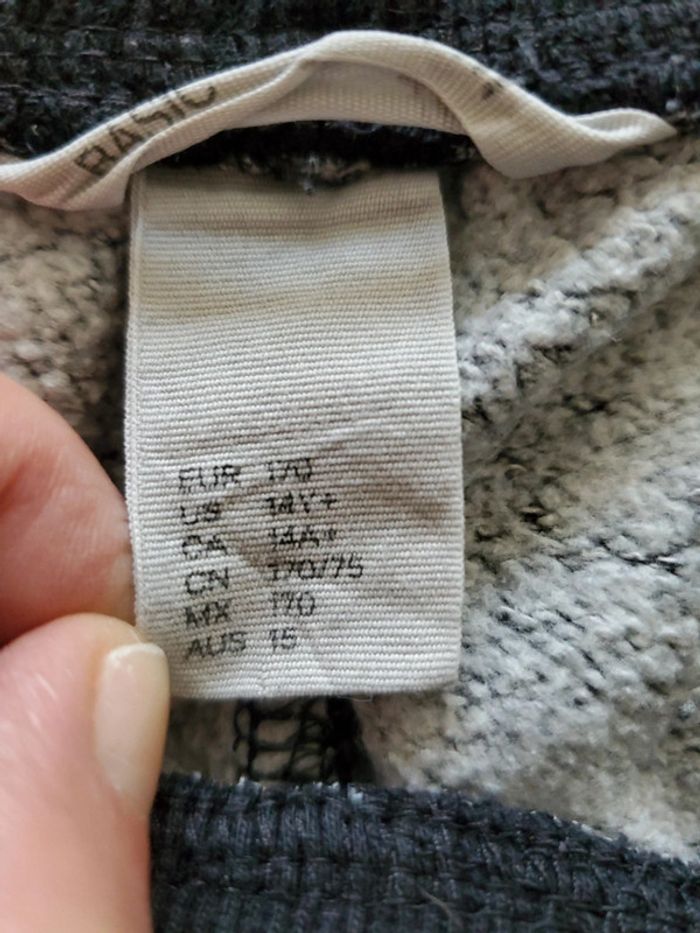 BASIC
EUR 170
US 14Y+
CA 14A+
CN 170/75
MX 170
AUS 15